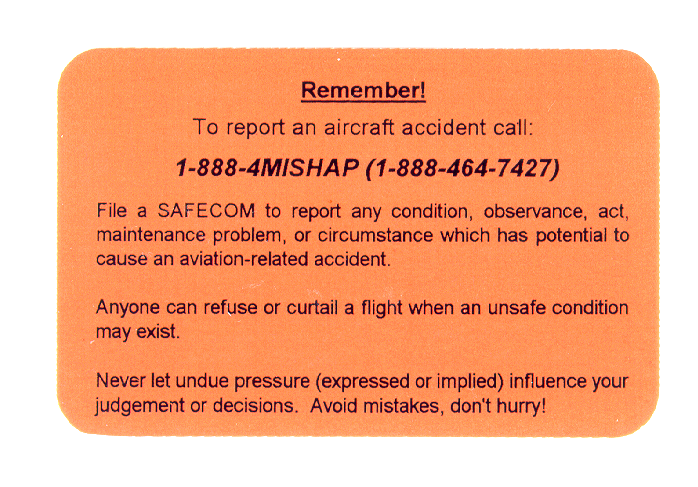 Remember!
To report an aircraft accident call:
1-888-4MISHAP (1-888-464-7427)
File a SAFECOM to report any condition, observance, act,
maintenance problem, or circumstance which has potential to
cause an aviation-related accident.
Anyone can refuse or curtail a flight when an unsafe condition
may exist.
Never let undue pressure (expressed or implied) influence your
judgement or decisions.  Avoid mistakes, don't hurry!